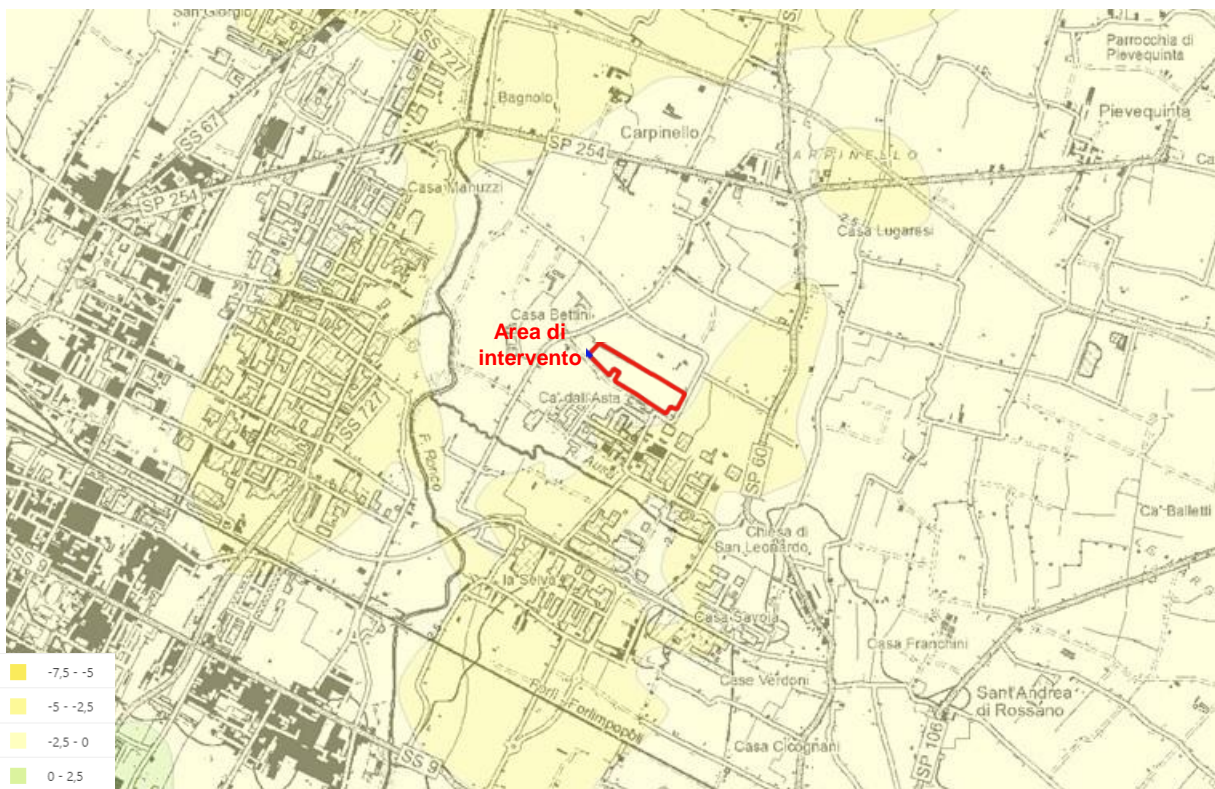 San Giorgio
SS 727
Parrocchia di
Pievequinta
Bagnolo
Pievequinta
SS 67
Carpinello
SP 254
CARPINELLO
SP 254
Casa Manuzzi
Casa Lugaresi
Casa Bettini
Area di
intervento
Ca' dall'Asta
SS 727
F. Ronco
R. Ausa
SP 60
Ca' Balletti
Chiesa di
San Leonardo
SS 9
la Selva
Casa Savoia
Casa Franchini
Case Verdoni
Sant'Andrea
di Rossano
Forlì
Forlimpopoli
Casa Cicognani
SP 106
SS 9
-7,5 - -5
-5 - -2,5
-2,5 - 0
0 - 2,5